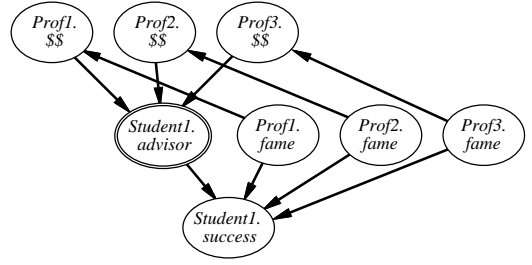 Prof1.
$$
Prof2.
$$
Prof3.
$$
Student1.
advisor
Prof1.
fame
Prof2.
fame
Prof3.
fame
Student1.
success